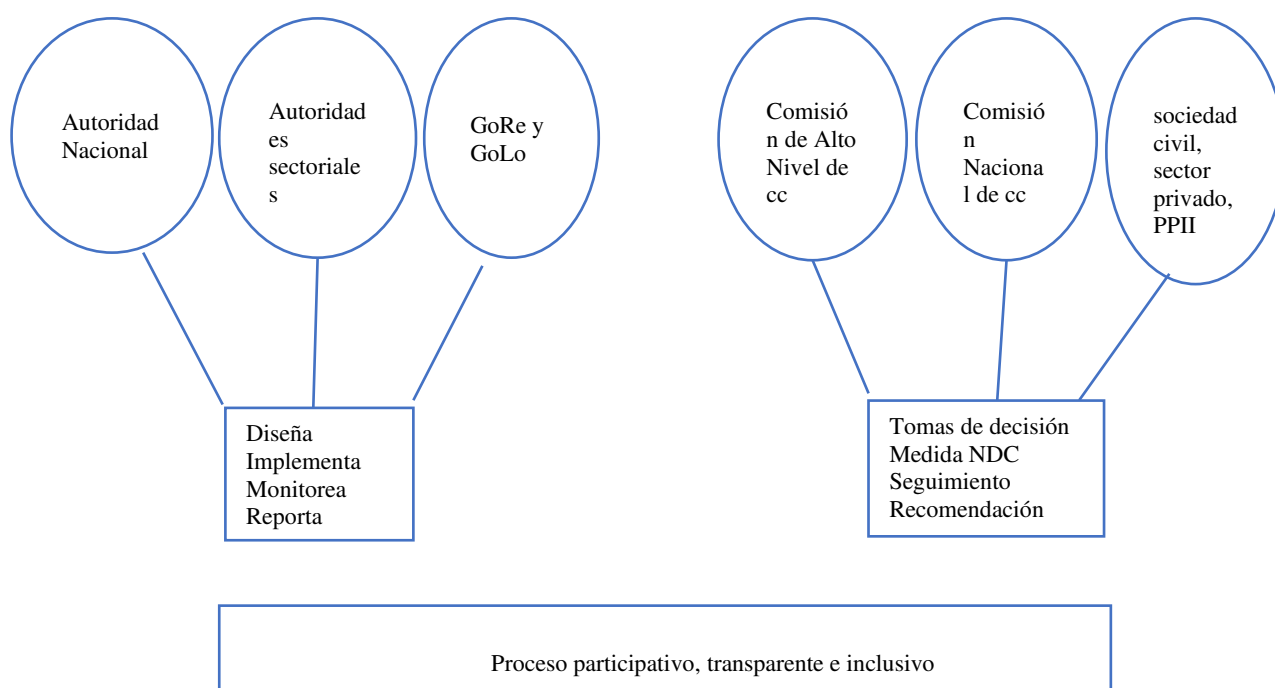 Autoridad
Nacional
Autoridad
es
sectoriale
s
GoRe y
GoLo
Comisió
n de Alto
Nivel de
cc
Comisió
n
Naciona
l de cc
sociedad
civil,
sector
privado,
PPII
Diseña
Implementa
Monitorea
Reporta
Tomas de decisión
Medida NDC
Seguimiento
Recomendación
Proceso participativo, transparente e inclusivo